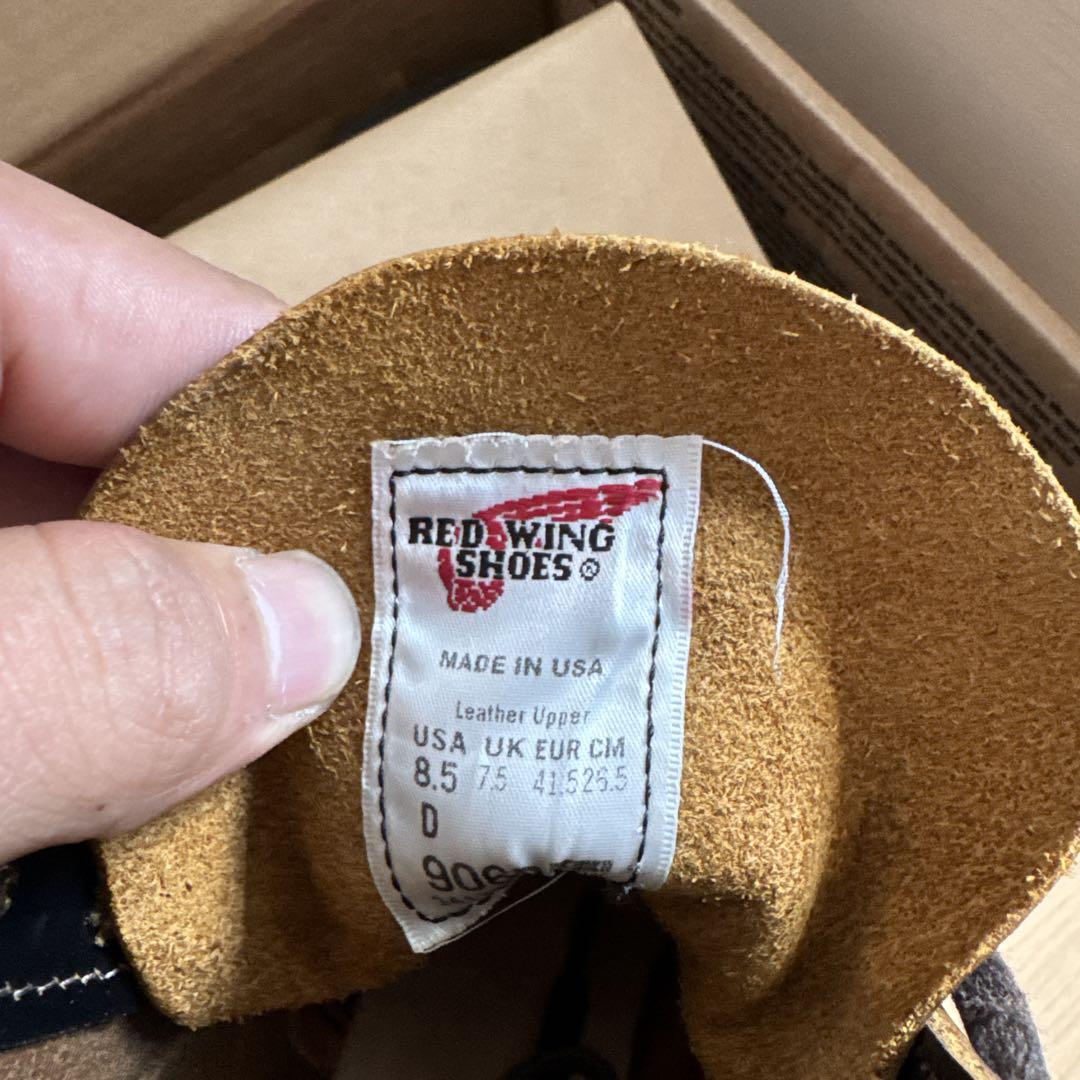 RED WING
SHOES®
MADE IN USA
Leather Upper
USA UK EUR CM
8.5 7.5 41.5 26.5
D